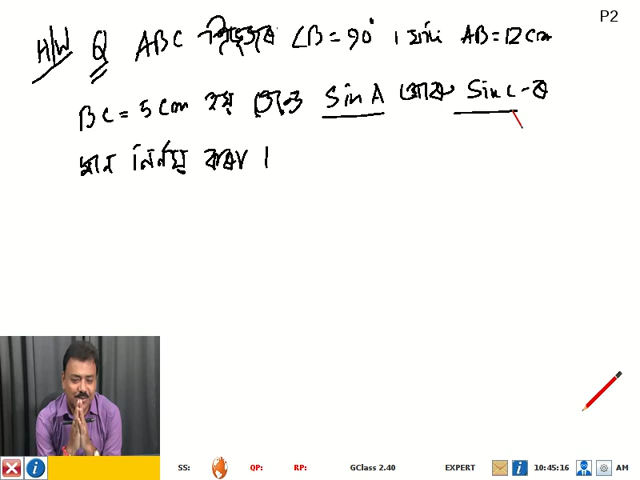 P2
H/W Q ABC ত্রিভুজের ∠B = 90° । যদি AB = 12 cm
BC = 5 cm হয় তবে Sin A এবং Sin C-র
মান নির্ণয় করো ।
SS: QP: RP: GClass 2.40 EXPERT 10:45:16 AM